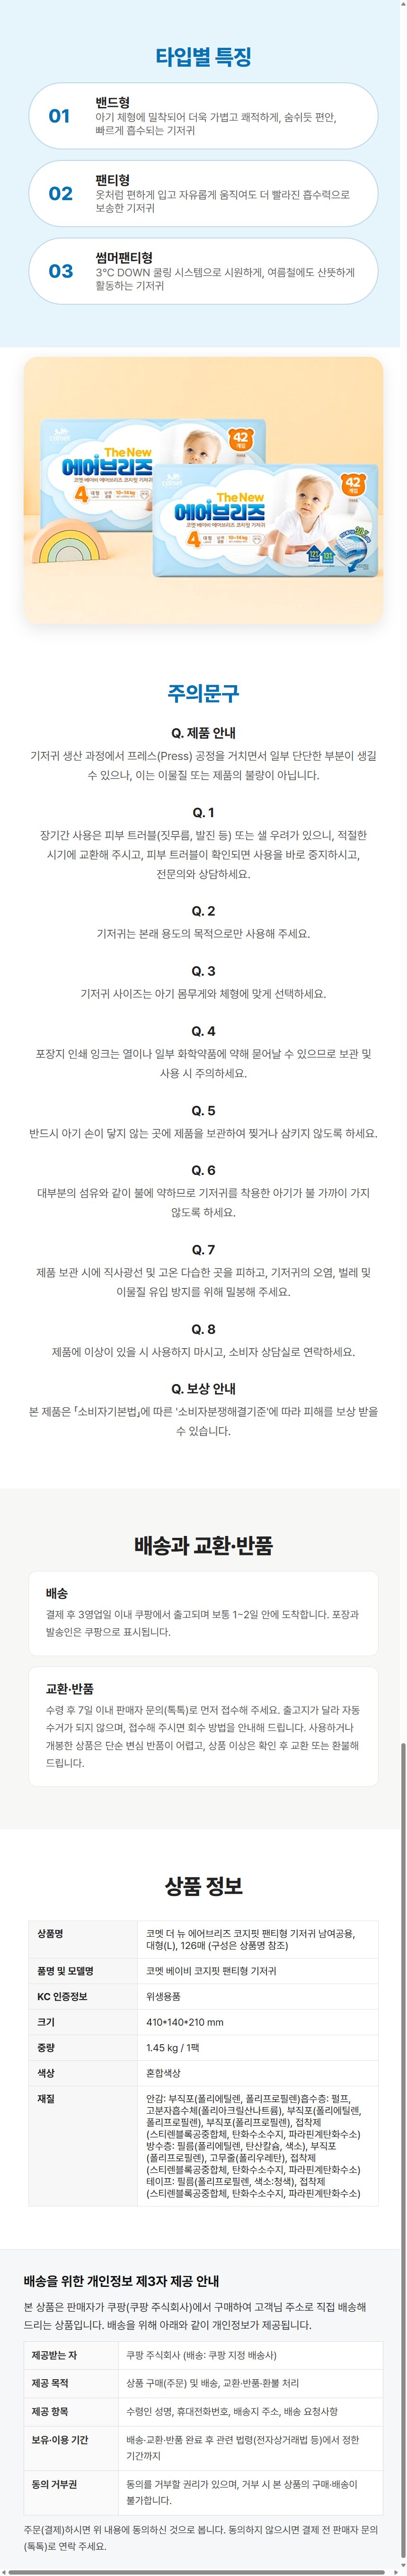 타입별 특징
01
밴드형
아기 체형에 밀착되어 더욱 가볍고 쾌적하게, 숨쉬듯 편안,
빠르게 흡수되는 기저귀
02
팬티형
옷처럼 편하게 입고 자유롭게 움직여도 더 빨라진 흡수력으로
보송한 기저귀
03
썸머팬티형
3°C DOWN 쿨링 시스템으로 시원하게, 여름철에도 산뜻하게
활동하는 기저귀
The New
에어브리즈
코멧 베이비 에어브리즈 코지핏 기저귀
4 대형
10~14 kg
42
개입
The New
에어브리즈
코멧 베이비 에어브리즈 코지핏 기저귀
4 대형
10~14 kg
42
개입
주의문구
Q. 제품 안내
기저귀 생산 과정에서 프레스(Press) 공정을 거치면서 일부 단단한 부분이 생길
수 있으나, 이는 이물질 또는 제품의 불량이 아닙니다.
Q. 1
장기간 사용은 피부 트러블(짓무름, 발진 등) 또는 샐 우려가 있으니, 적절한
시기에 교환해 주시고, 피부 트러블이 확인되면 사용을 바로 중지하시고,
전문의와 상담하세요.
Q. 2
기저귀는 본래 용도의 목적으로만 사용해 주세요.
Q. 3
기저귀 사이즈는 아기 몸무게와 체형에 맞게 선택하세요.
Q. 4
포장지 인쇄 잉크는 열이나 일부 화학약품에 약해 묻어날 수 있으므로 보관 및
사용 시 주의하세요.
Q. 5
반드시 아기 손이 닿지 않는 곳에 제품을 보관하여 찢거나 삼키지 않도록 하세요.
Q. 6
대부분의 섬유와 같이 불에 약하므로 기저귀를 착용한 아기가 불 가까이 가지
않도록 하세요.
Q. 7
제품 보관 시에 직사광선 및 고온 다습한 곳을 피하고, 기저귀의 오염, 벌레 및
이물질 유입 방지를 위해 밀봉해 주세요.
Q. 8
제품에 이상이 있을 시 사용하지 마시고, 소비자 상담실로 연락하세요.
Q. 보상 안내
본 제품은 「소비자기본법」에 따른 '소비자분쟁해결기준'에 따라 피해를 보상 받을
수 있습니다.
배송과 교환·반품
배송
결제 후 3영업일 이내 쿠팡에서 출고되며 보통 1~2일 안에 도착합니다. 포장과
발송인은 쿠팡으로 표시됩니다.
교환·반품
수령 후 7일 이내 판매자 문의(톡톡)로 먼저 접수해 주세요. 출고지가 달라 자동
수거가 되지 않으며, 접수해 주시면 회수 방법을 안내해 드립니다. 사용하거나
개봉한 상품은 단순 변심 반품이 어렵고, 상품 이상은 확인 후 교환 또는 환불해
드립니다.
상품 정보
상품명
코멧 더 뉴 에어브리즈 코지핏 팬티형 기저귀 남여공용,
대형(L), 126매 (구성은 상품명 참조)
품명 및 모델명
코멧 베이비 코지핏 팬티형 기저귀
KC 인증정보
위생용품
크기
410*140*210 mm
중량
1.45 kg / 1팩
색상
혼합색상
재질
안감: 부직포(폴리에틸렌, 폴리프로필렌)흡수층: 펄프,
고분자흡수체(폴리아크릴산나트륨), 부직포(폴리에틸렌,
폴리프로필렌), 부직포(폴리프로필렌), 접착제
(스티렌블록공중합체, 탄화수소수지, 파라핀계탄화수소)
방수층: 필름(폴리에틸렌, 탄산칼슘, 색소), 부직포
(폴리프로필렌), 고무줄(폴리우레탄), 접착제
(스티렌블록공중합체, 탄화수소수지, 파라핀계탄화수소)
테이프: 필름(폴리프로필렌, 색소:청색), 접착제
(스티렌블록공중합체, 탄화수소수지, 파라핀계탄화수소)
배송을 위한 개인정보 제3자 제공 안내
본 상품은 판매자가 쿠팡(쿠팡 주식회사)에서 구매하여 고객님 주소로 직접 배송해
드리는 상품입니다. 배송을 위해 아래와 같이 개인정보가 제공됩니다.
제공받는 자
쿠팡 주식회사 (배송: 쿠팡 지정 배송사)
제공 목적
상품 구매(주문) 및 배송, 교환·반품·환불 처리
제공 항목
수령인 성명, 휴대전화번호, 배송지 주소, 배송 요청사항
보유·이용 기간
배송·교환·반품 완료 후 관련 법령(전자상거래법 등)에서 정한
기간까지
동의 거부권
동의를 거부할 권리가 있으며, 거부 시 본 상품의 구매·배송이
불가합니다.
주문(결제)하시면 위 내용에 동의하신 것으로 봅니다. 동의하지 않으시면 결제 전 판매자 문의
(톡톡)로 연락 주세요.